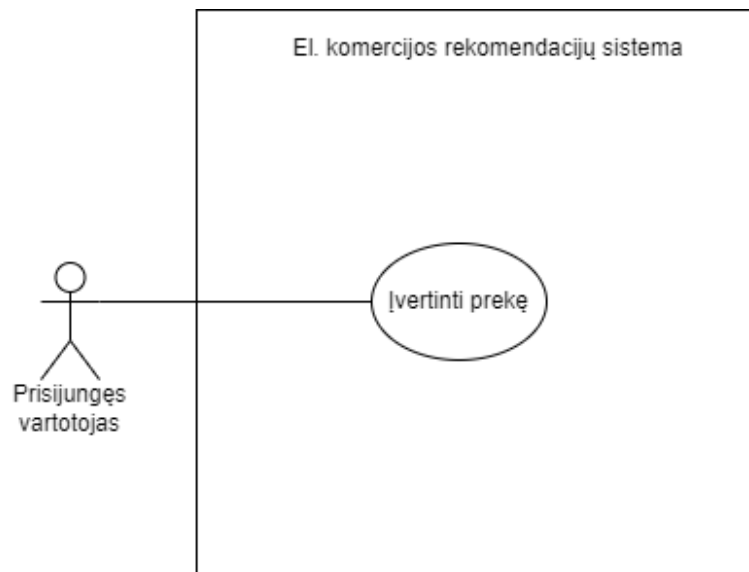 El. komercijos rekomendacijų sistema
Įvertinti prekę
Prisijungęs
vartotojas